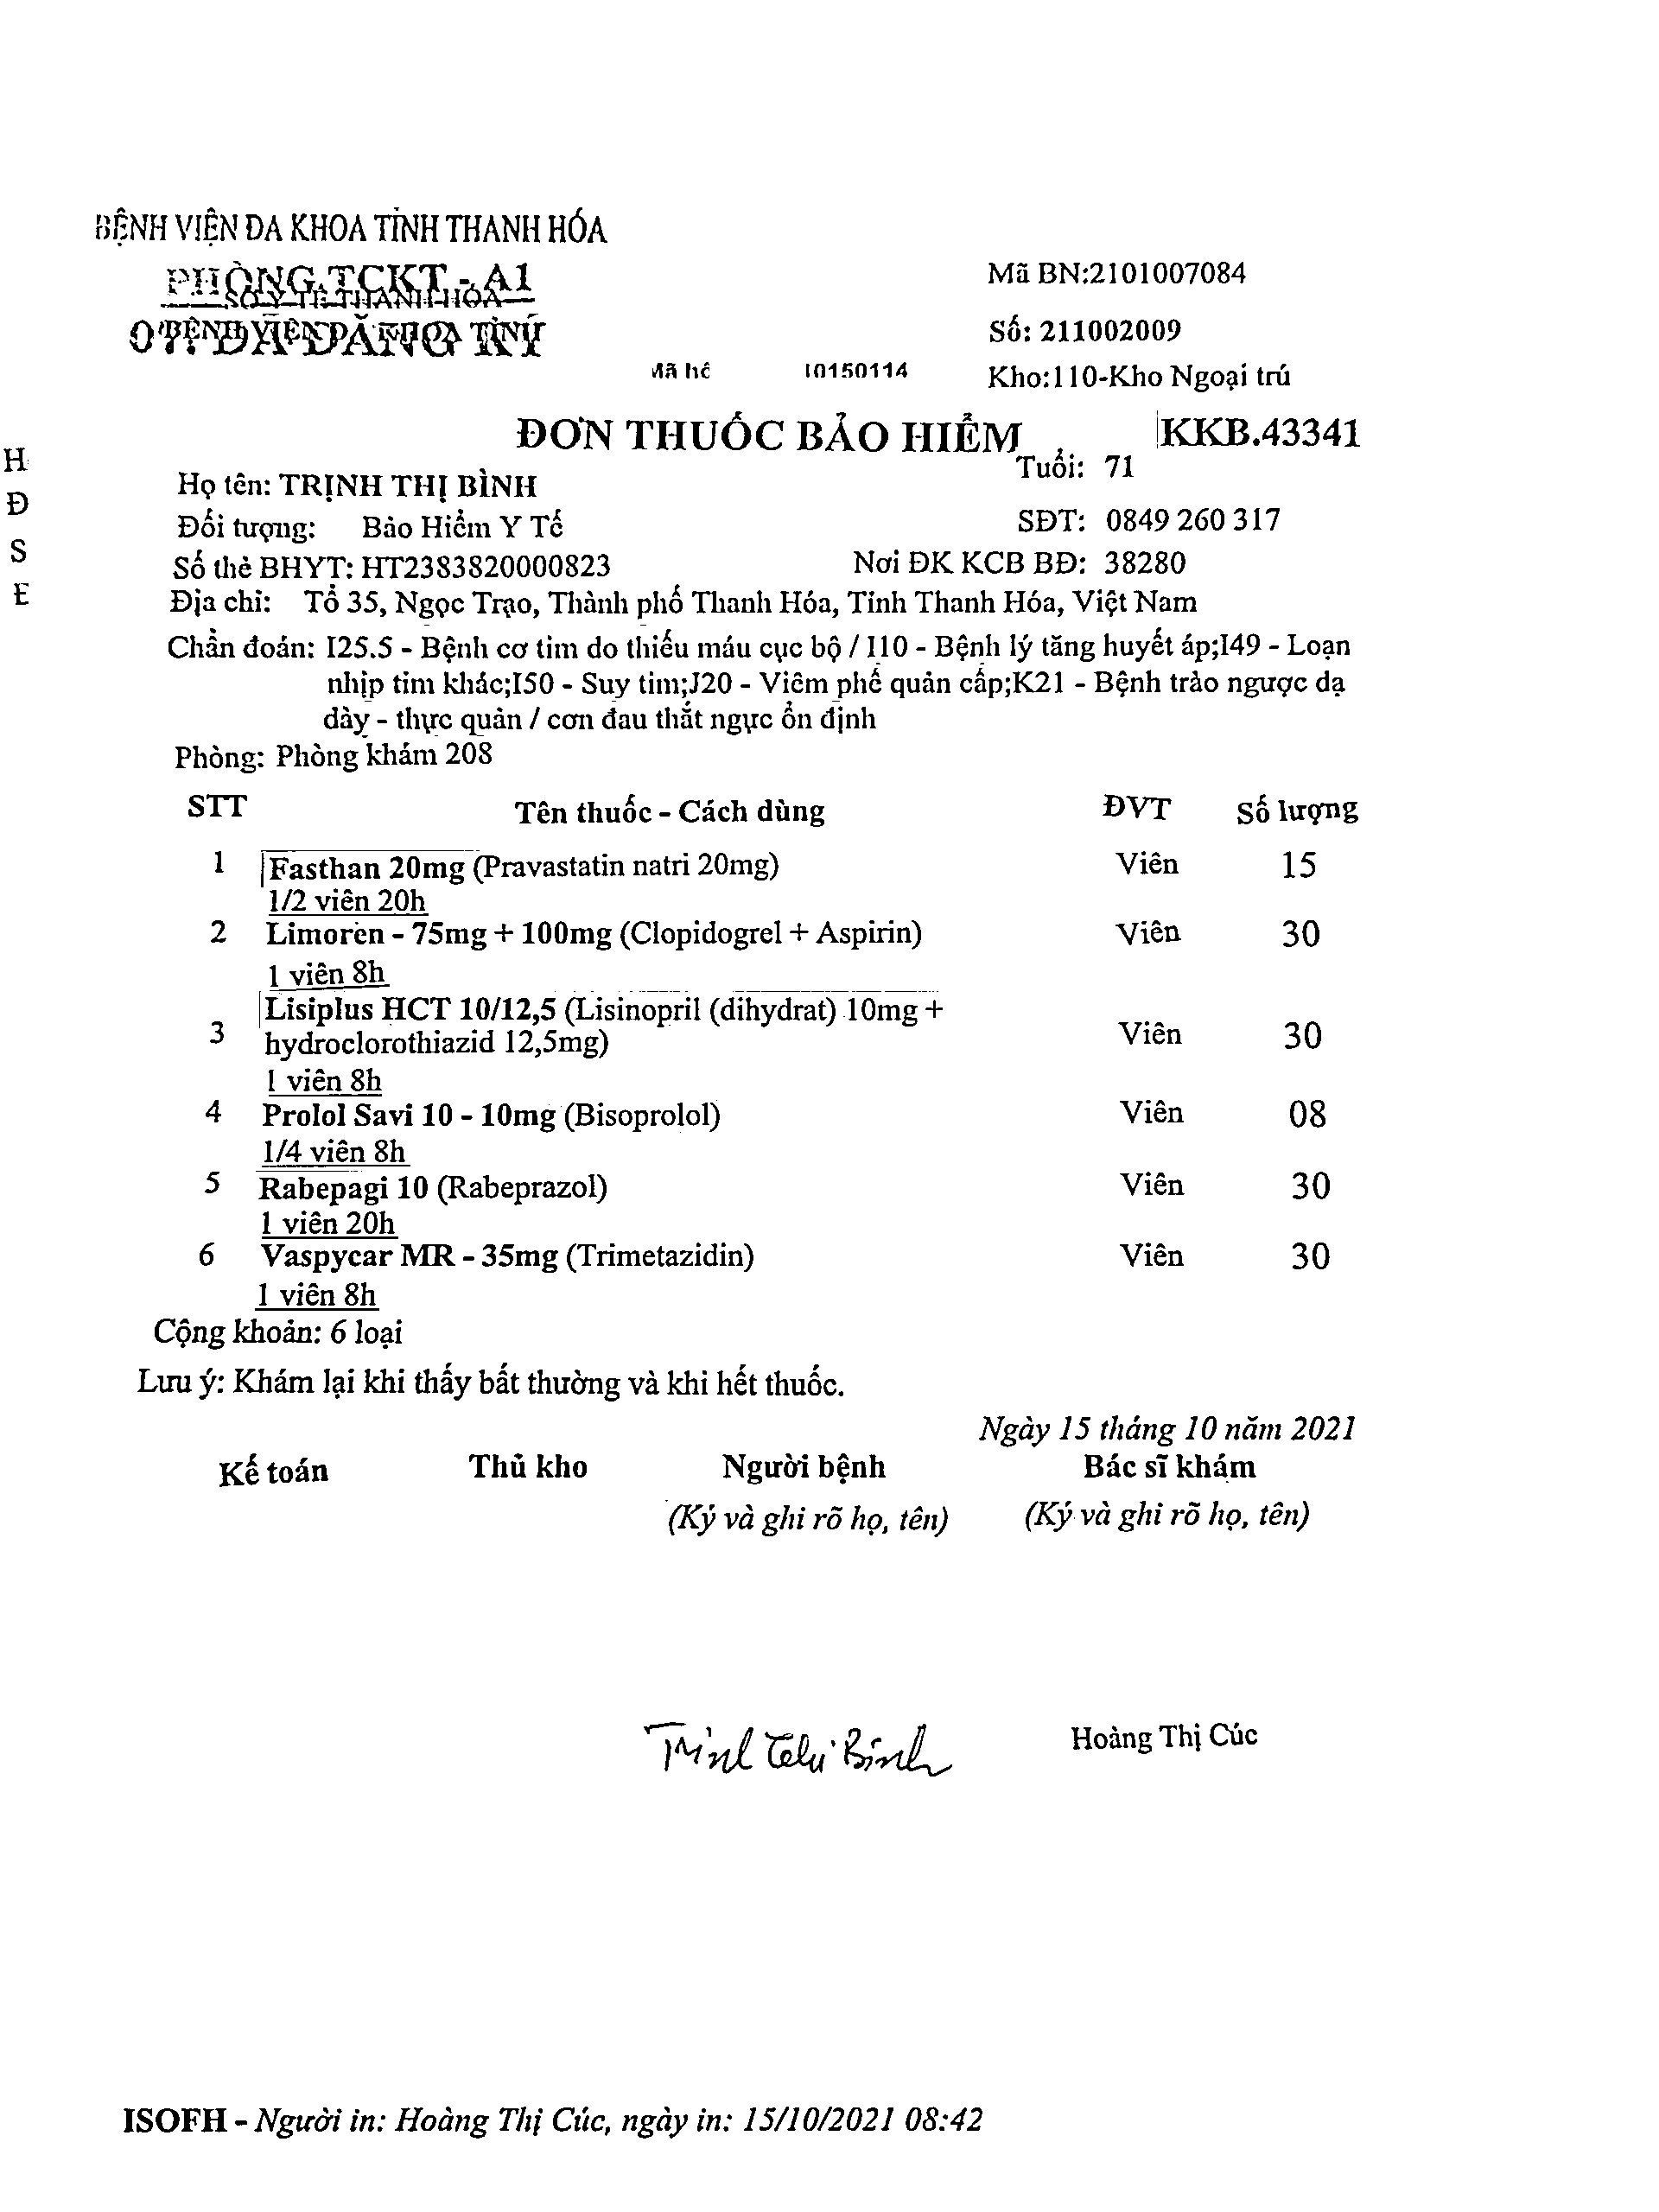 BỆNH VIỆN ĐA KHOA TỈNH THANH HÓA
PHÒNG TCKT - A1
SỞ Y TẾ THANH HÓA
Mã BN:2101007084
Số: 211002009
Mã hồ 10150114
Kho:110-Kho Ngoại trú
ĐƠN THUỐC BẢO HIỂM
KKB.43341
H
Đ
S
E
Họ tên: TRỊNH THỊ BÌNH Tuổi: 71
Đối tượng: Bảo Hiểm Y Tế SĐT: 0849 260 317
Số thẻ BHYT: HT2383820000823 Nơi ĐK KCB BĐ: 38280
Địa chỉ: Tổ 35, Ngọc Trạo, Thành phố Thanh Hóa, Tỉnh Thanh Hóa, Việt Nam
Chẩn đoán: I25.5 - Bệnh cơ tim do thiếu máu cục bộ / I10 - Bệnh lý tăng huyết áp;I49 - Loạn
nhịp tim khác;I50 - Suy tim;J20 - Viêm phế quản cấp;K21 - Bệnh trào ngược dạ
dày - thực quản / cơn đau thắt ngực ổn định
Phòng: Phòng khám 208
STT Tên thuốc - Cách dùng ĐVT Số lượng
1 Fasthan 20mg (Pravastatin natri 20mg) Viên 15
1/2 viên 20h
2 Limorén - 75mg + 100mg (Clopidogrel + Aspirin) Viên 30
1 viên 8h
3 Lisiplus HCT 10/12,5 (Lisinopril (dihydrat) 10mg +
hydroclorothiazid 12,5mg) Viên 30
1 viên 8h
4 Prolol Savi 10 - 10mg (Bisoprolol) Viên 08
1/4 viên 8h
5 Rabepagi 10 (Rabeprazol) Viên 30
1 viên 20h
6 Vaspycar MR - 35mg (Trimetazidin) Viên 30
1 viên 8h
Cộng khoản: 6 loại
Lưu ý: Khám lại khi thấy bất thường và khi hết thuốc.
Ngày 15 tháng 10 năm 2021
Kế toán Thủ kho Người bệnh Bác sĩ khám
(Ký và ghi rõ họ, tên) (Ký và ghi rõ họ, tên)
Trịnh Thị Bình Hoàng Thị Cúc
ISOFH - Người in: Hoàng Thị Cúc, ngày in: 15/10/2021 08:42